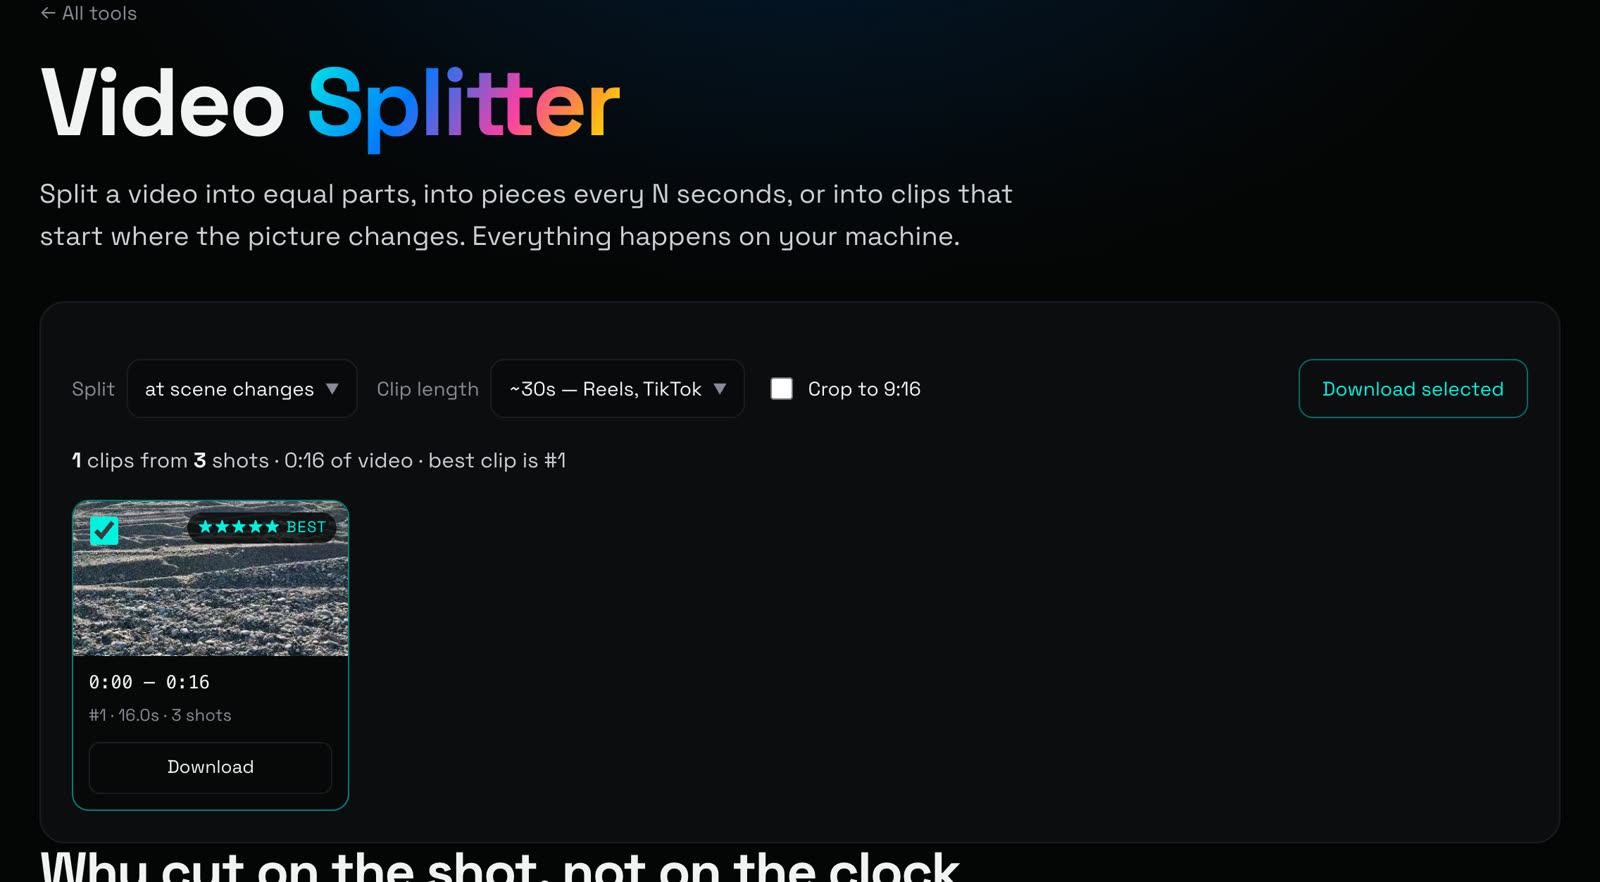 ← All tools
Video Splitter
Split a video into equal parts, into pieces every N seconds, or into clips that
start where the picture changes. Everything happens on your machine.
Split at scene changes ▼ Clip length ~30s — Reels, TikTok ▼ Crop to 9:16 Download selected
1 clips from 3 shots · 0:16 of video · best clip is #1
★★★★★ BEST
0:00 — 0:16
#1 · 16.0s · 3 shots
Download
Why cut on the shot, not on the clock